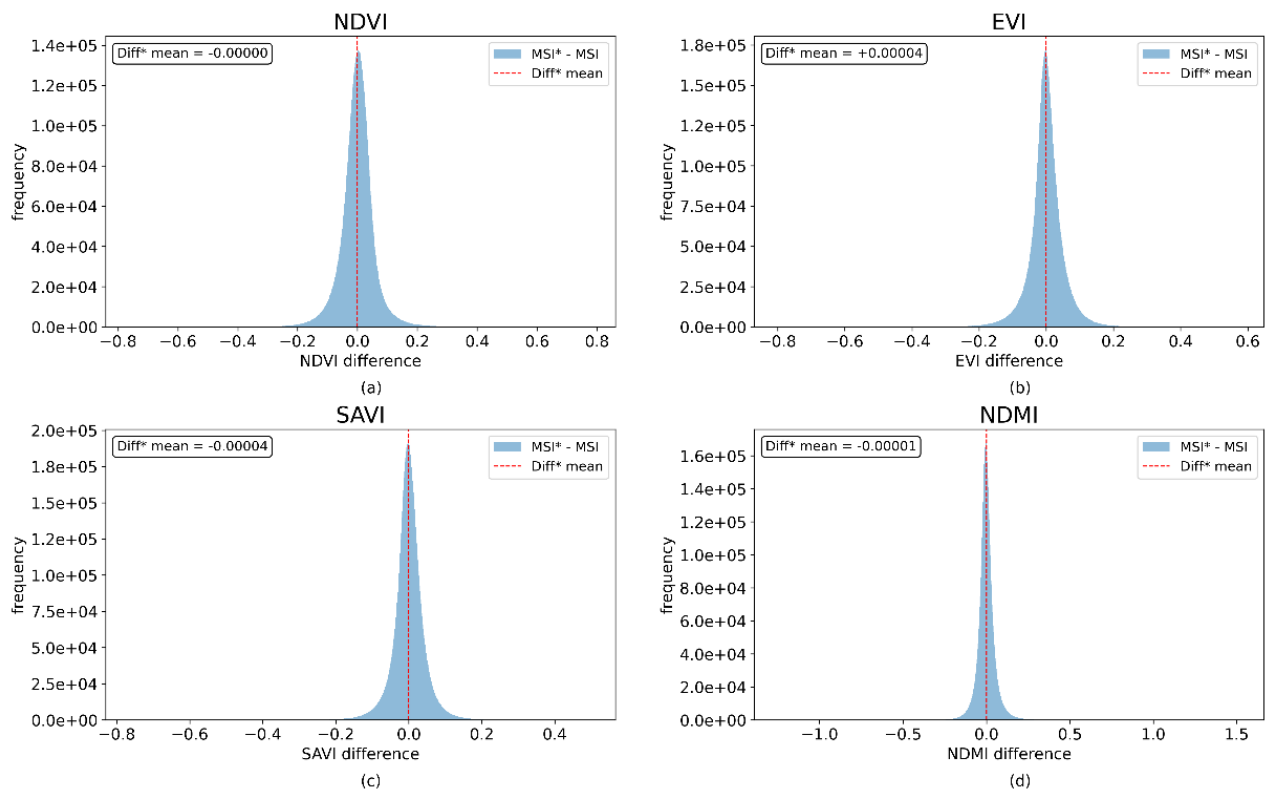 NDVI
Diff* mean = -0.00000
MSI* - MSI
Diff* mean
1.4e+05
1.2e+05
1.0e+05
8.0e+04
6.0e+04
4.0e+04
2.0e+04
0.0e+00
frequency
−0.8 −0.6 −0.4 −0.2 0.0 0.2 0.4 0.6 0.8
NDVI difference
(a)
EVI
Diff* mean = +0.00004
MSI* - MSI
Diff* mean
1.8e+05
1.5e+05
1.2e+05
1.0e+05
7.5e+04
5.0e+04
2.5e+04
0.0e+00
frequency
−0.8 −0.6 −0.4 −0.2 0.0 0.2 0.4 0.6
EVI difference
(b)
SAVI
Diff* mean = -0.00004
MSI* - MSI
Diff* mean
2.0e+05
1.8e+05
1.5e+05
1.2e+05
1.0e+05
7.5e+04
5.0e+04
2.5e+04
0.0e+00
frequency
−0.8 −0.6 −0.4 −0.2 0.0 0.2 0.4
SAVI difference
(c)
NDMI
Diff* mean = -0.00001
MSI* - MSI
Diff* mean
1.6e+05
1.4e+05
1.2e+05
1.0e+05
8.0e+04
6.0e+04
4.0e+04
2.0e+04
0.0e+00
frequency
−1.0 −0.5 0.0 0.5 1.0 1.5
NDMI difference
(d)